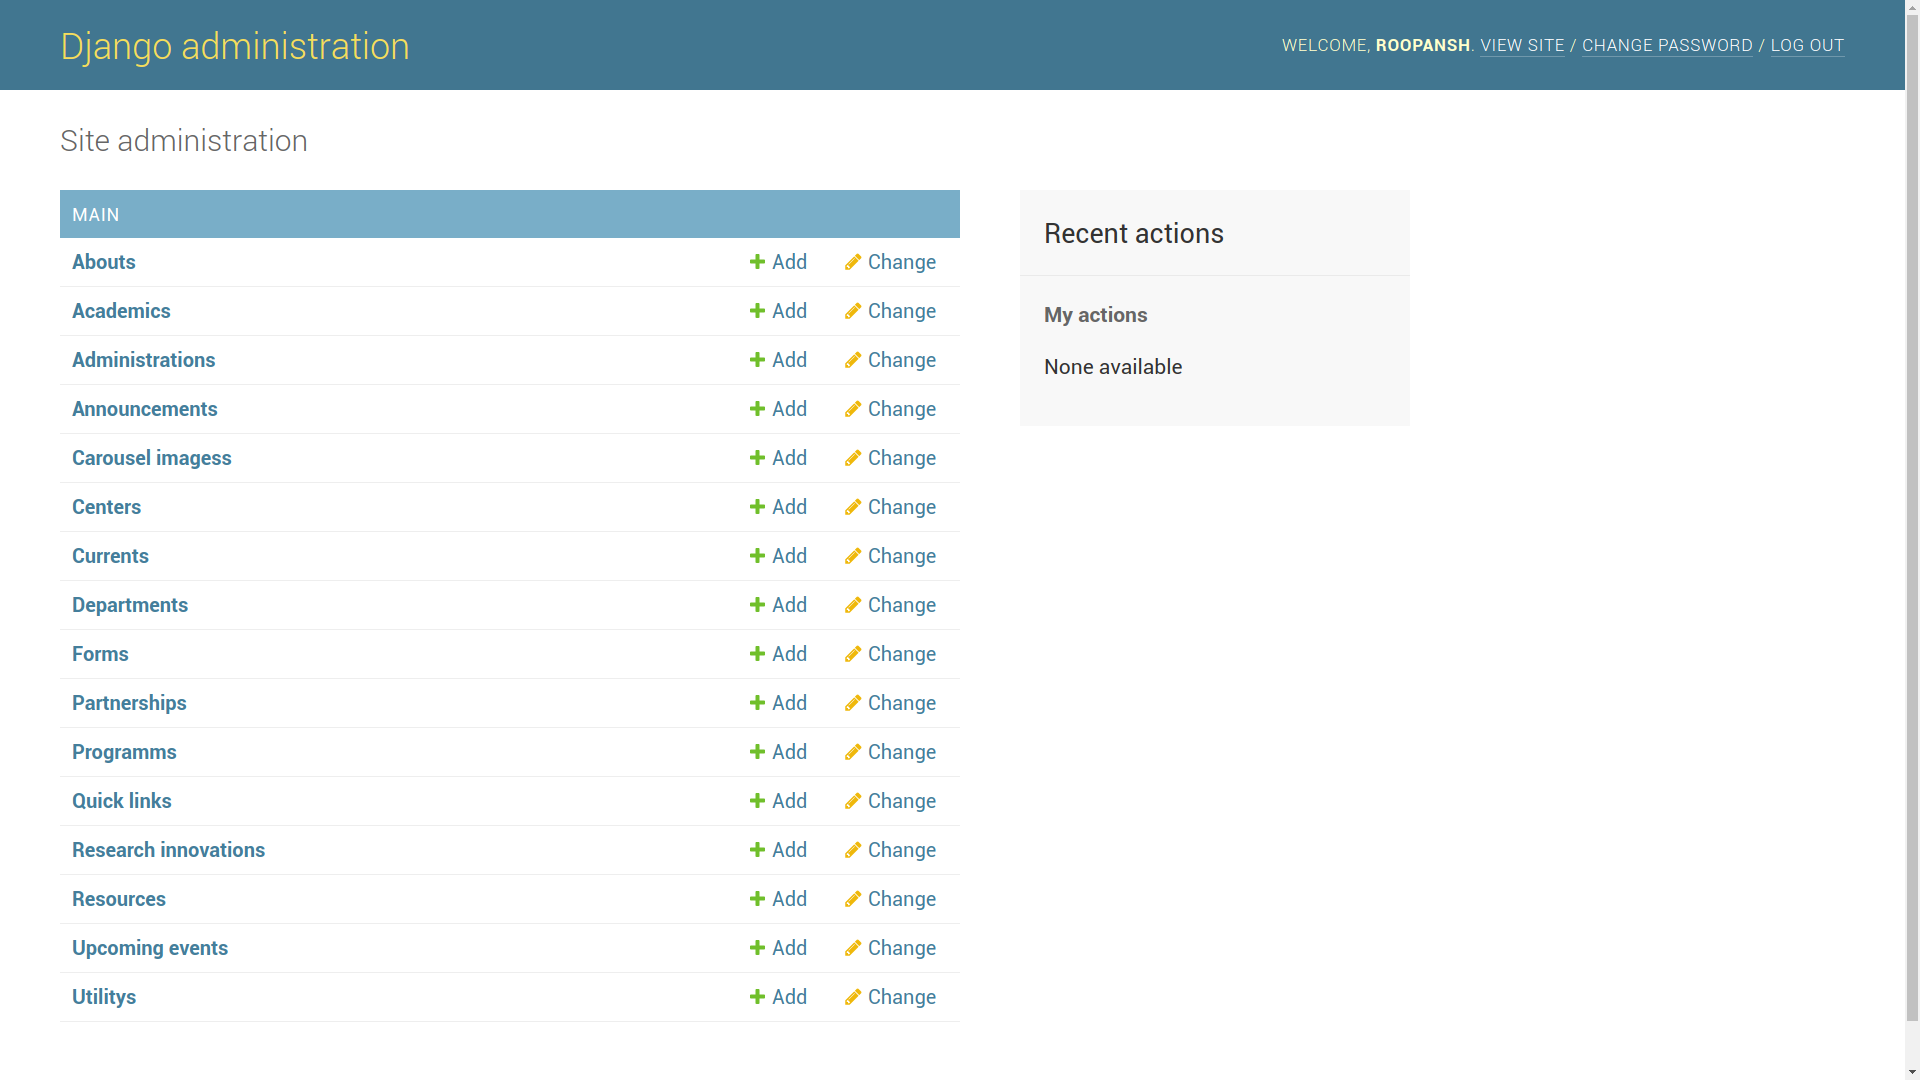 Django administration
WELCOME, ROOPANSH. VIEW SITE / CHANGE PASSWORD / LOG OUT
Site administration
MAIN
Abouts Add Change
Academics Add Change
Administrations Add Change
Announcements Add Change
Carousel imagess Add Change
Centers Add Change
Currents Add Change
Departments Add Change
Forms Add Change
Partnerships Add Change
Programms Add Change
Quick links Add Change
Research innovations Add Change
Resources Add Change
Upcoming events Add Change
Utilitys Add Change
Recent actions
My actions
None available